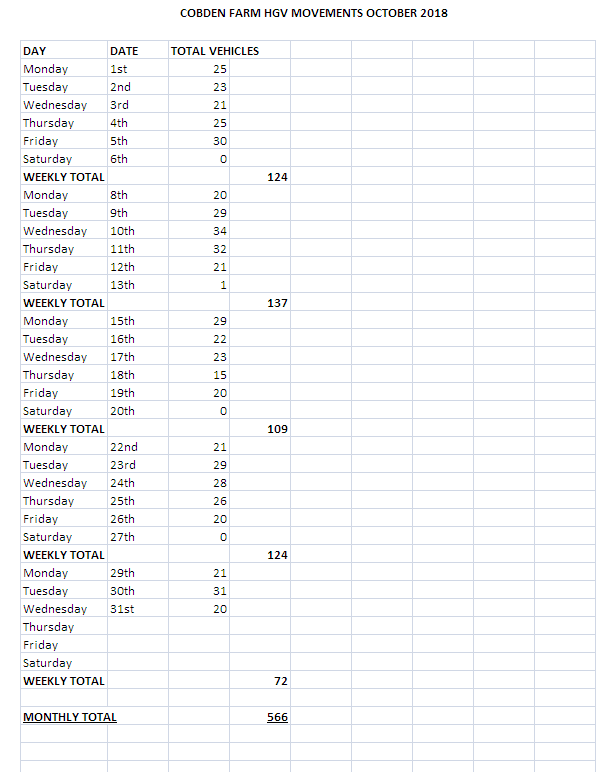 COBDEN FARM HGV MOVEMENTS OCTOBER 2018
DAY DATE TOTAL VEHICLES
Monday 1st 25
Tuesday 2nd 23
Wednesday 3rd 21
Thursday 4th 25
Friday 5th 30
Saturday 6th 0
WEEKLY TOTAL 124
Monday 8th 20
Tuesday 9th 29
Wednesday 10th 34
Thursday 11th 32
Friday 12th 21
Saturday 13th 1
WEEKLY TOTAL 137
Monday 15th 29
Tuesday 16th 22
Wednesday 17th 23
Thursday 18th 15
Friday 19th 20
Saturday 20th 0
WEEKLY TOTAL 109
Monday 22nd 21
Tuesday 23rd 29
Wednesday 24th 28
Thursday 25th 26
Friday 26th 20
Saturday 27th 0
WEEKLY TOTAL 124
Monday 29th 21
Tuesday 30th 31
Wednesday 31st 20
Thursday
Friday
Saturday
WEEKLY TOTAL 72
MONTHLY TOTAL 566